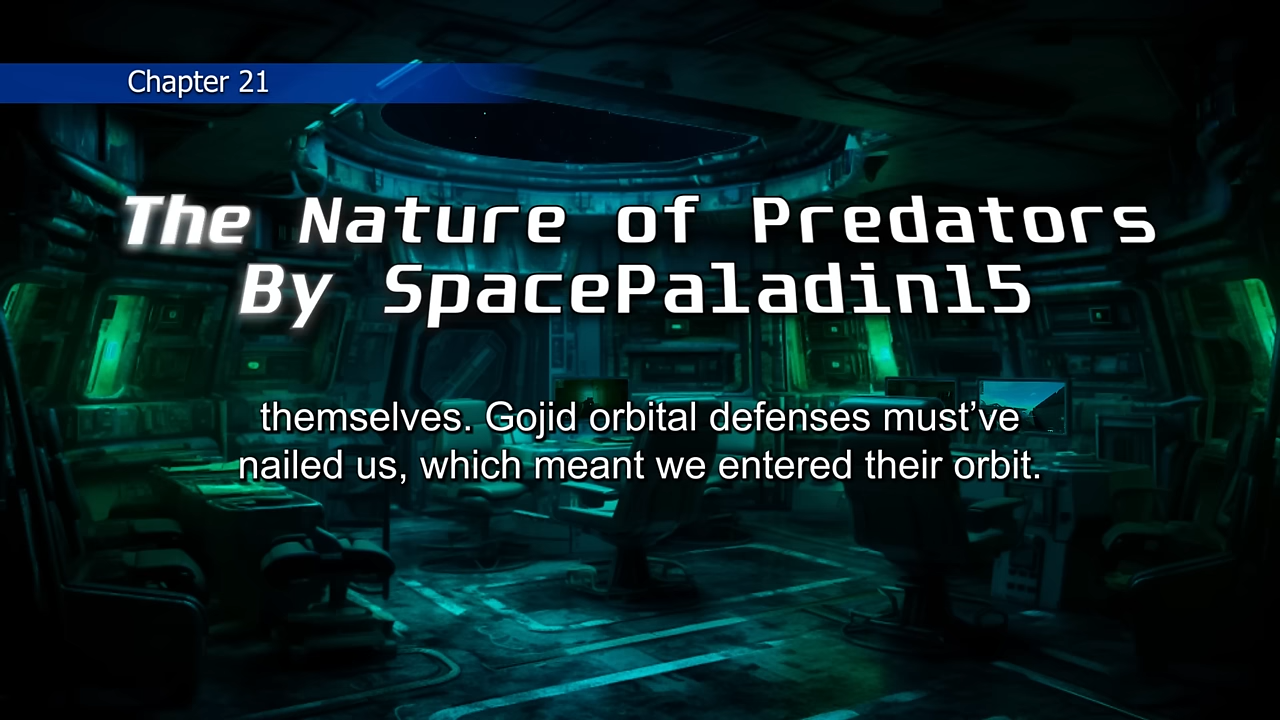 Chapter 21
The Nature of Predators
By SpacePaladin15
themselves. Gojid orbital defenses must’ve
nailed us, which meant we entered their orbit.